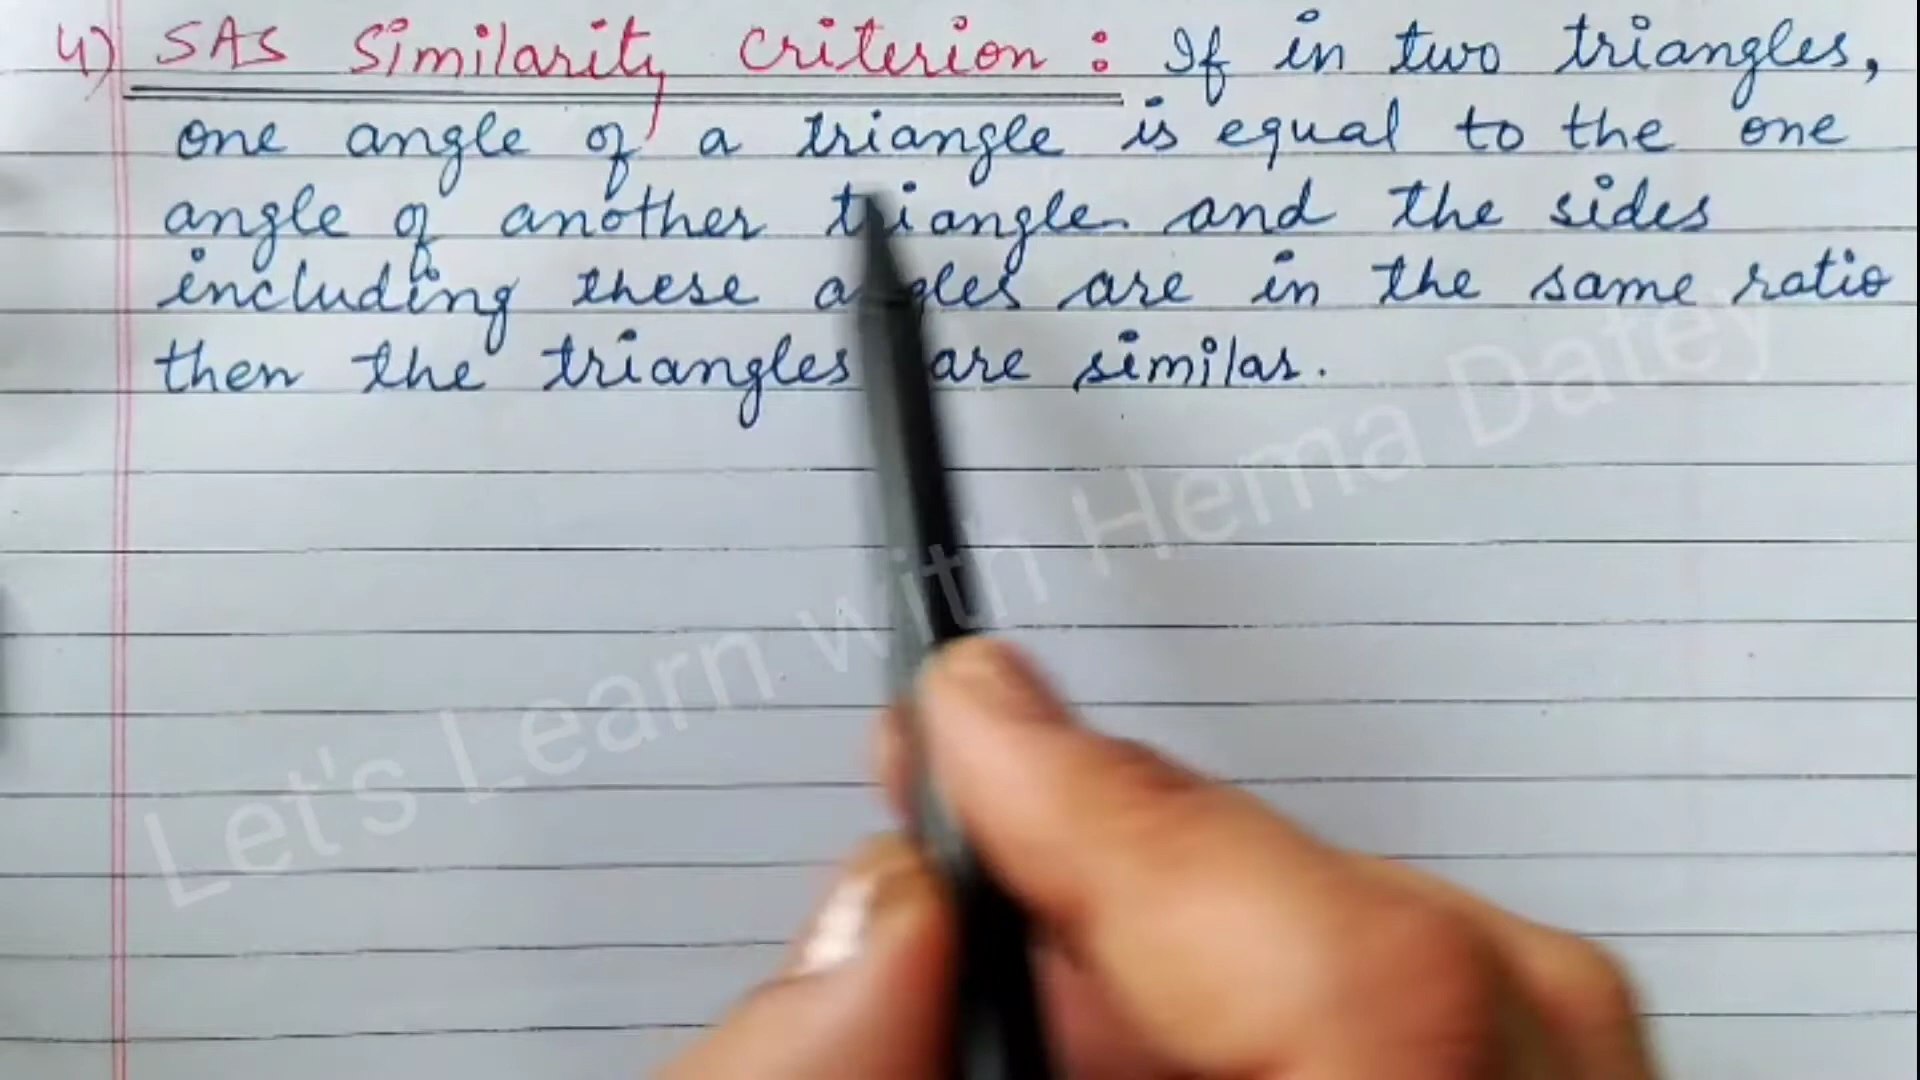 4) SAS Similarity Criterion : If in two triangles,
one angle of a triangle is equal to the one
angle of another triangle and the sides
including these angles are in the same ratio
then the triangles are similar.
Let's Learn with Hema Datey